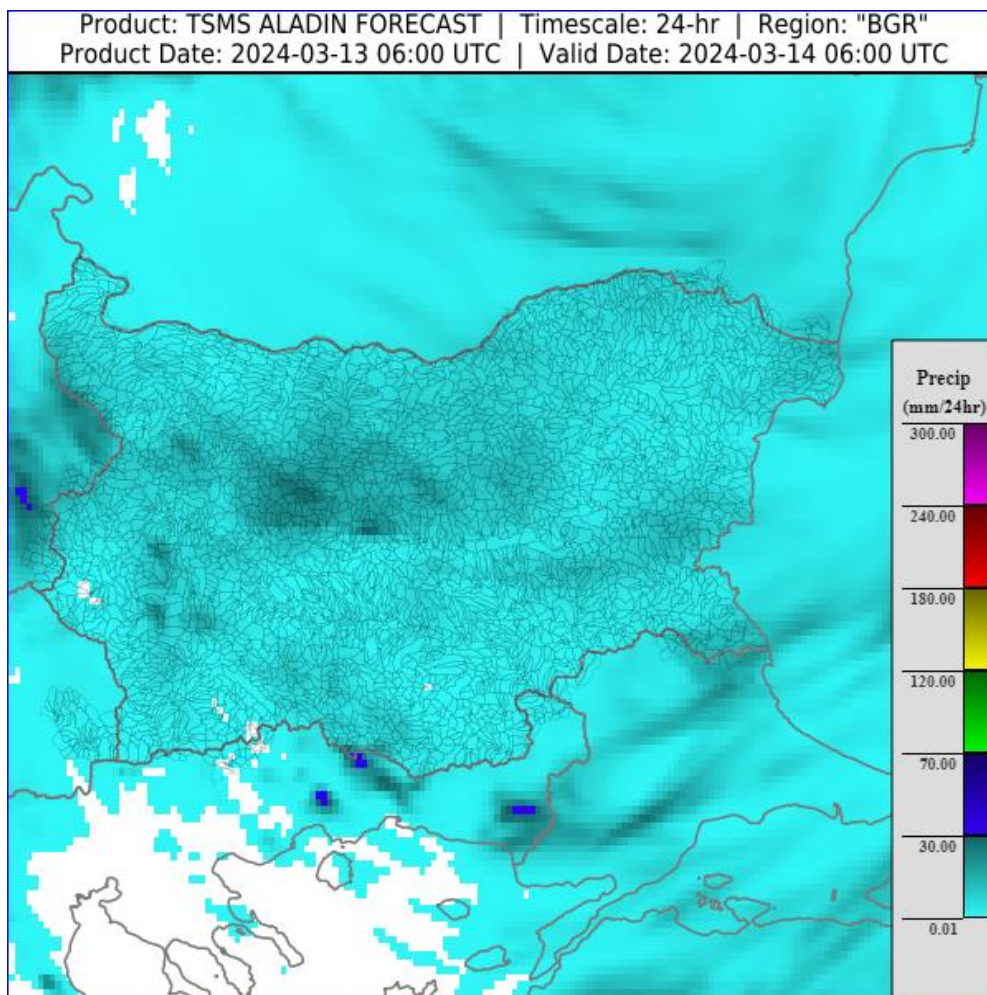 Product: TSMS ALADIN FORECAST | Timescale: 24-hr | Region: "BGR"
Product Date: 2024-03-13 06:00 UTC | Valid Date: 2024-03-14 06:00 UTC
Precip
(mm/24hr)
300.00
240.00
180.00
120.00
70.00
30.00
0.01